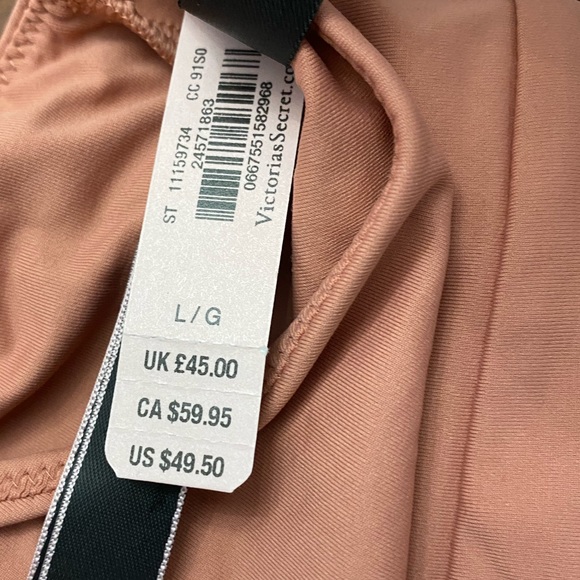 ST 11159734 CC 91S0
24571863
0667551582968
VictoriasSecret.co
L/G
UK £45.00
CA $59.95
US $49.50